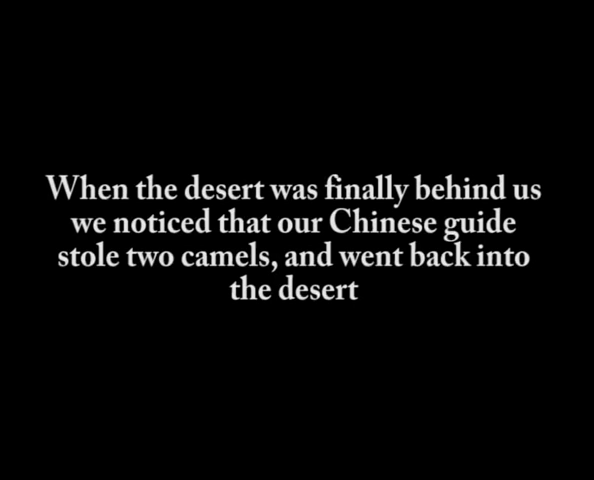 When the desert was finally behind us
we noticed that our Chinese guide
stole two camels, and went back into
the desert